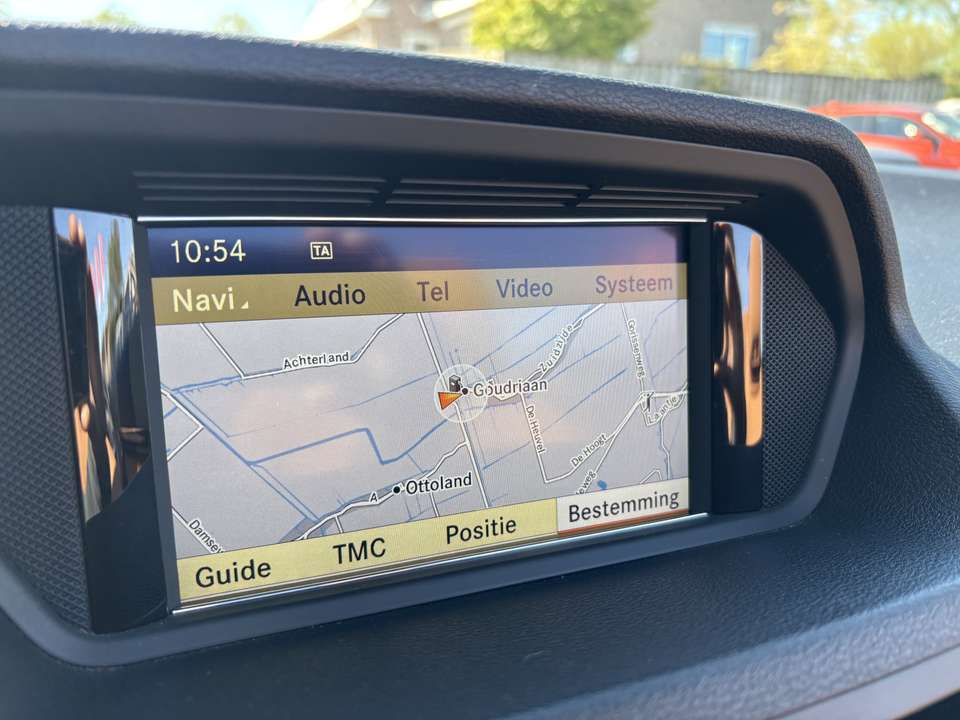 10:54 TA
Navi Audio Tel Video Systeem
Achterland
Zuidzijde
Gorissenweg
Goudriaan
De Heuvel
De Hoogt
Ottoland
A
Guide TMC Positie Bestemming